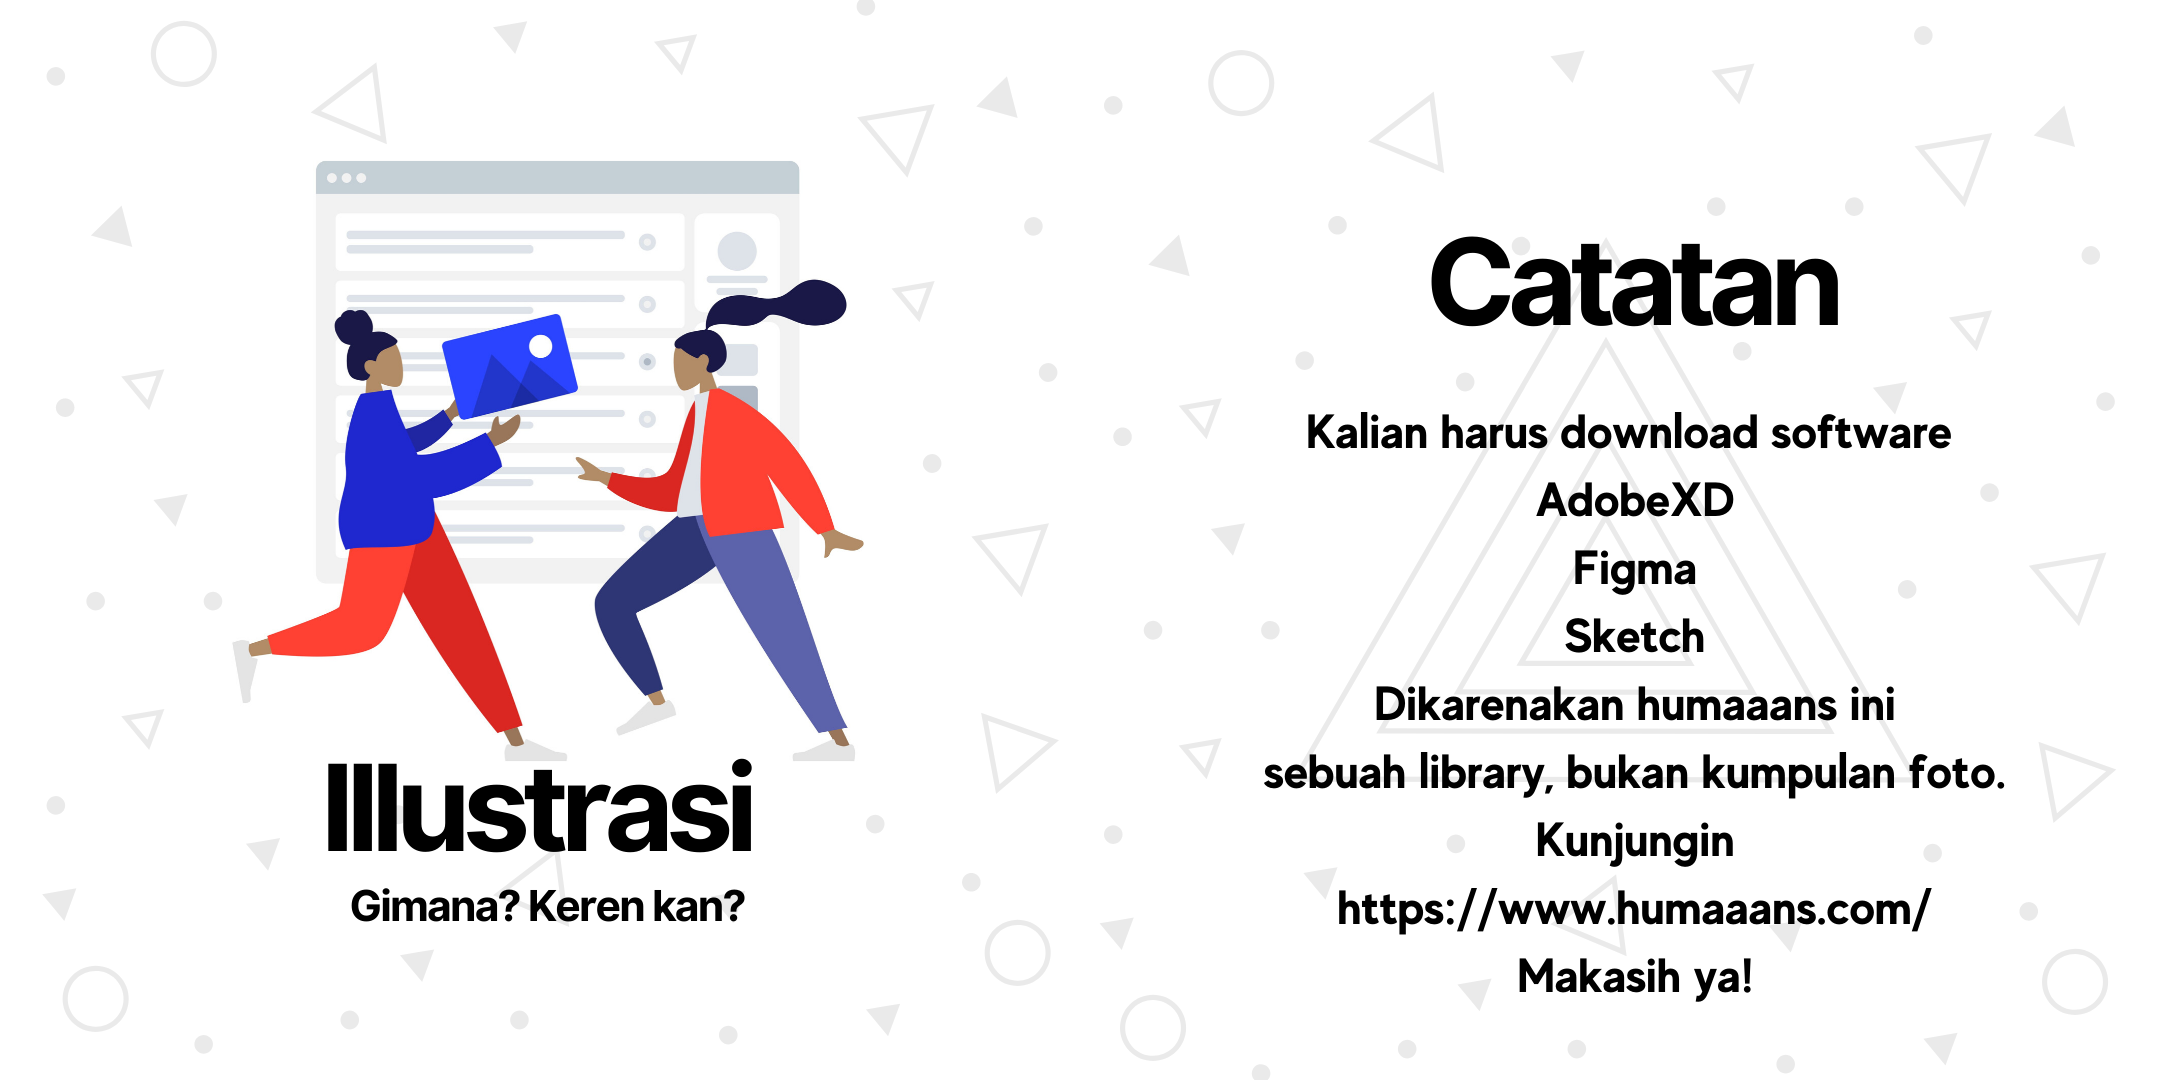 Illustrasi
Gimana? Keren kan?
Catatan
Kalian harus download software
AdobeXD
Figma
Sketch
Dikarenakan humaaans ini
sebuah library, bukan kumpulan foto.
Kunjungin
https://www.humaaans.com/
Makasih ya!